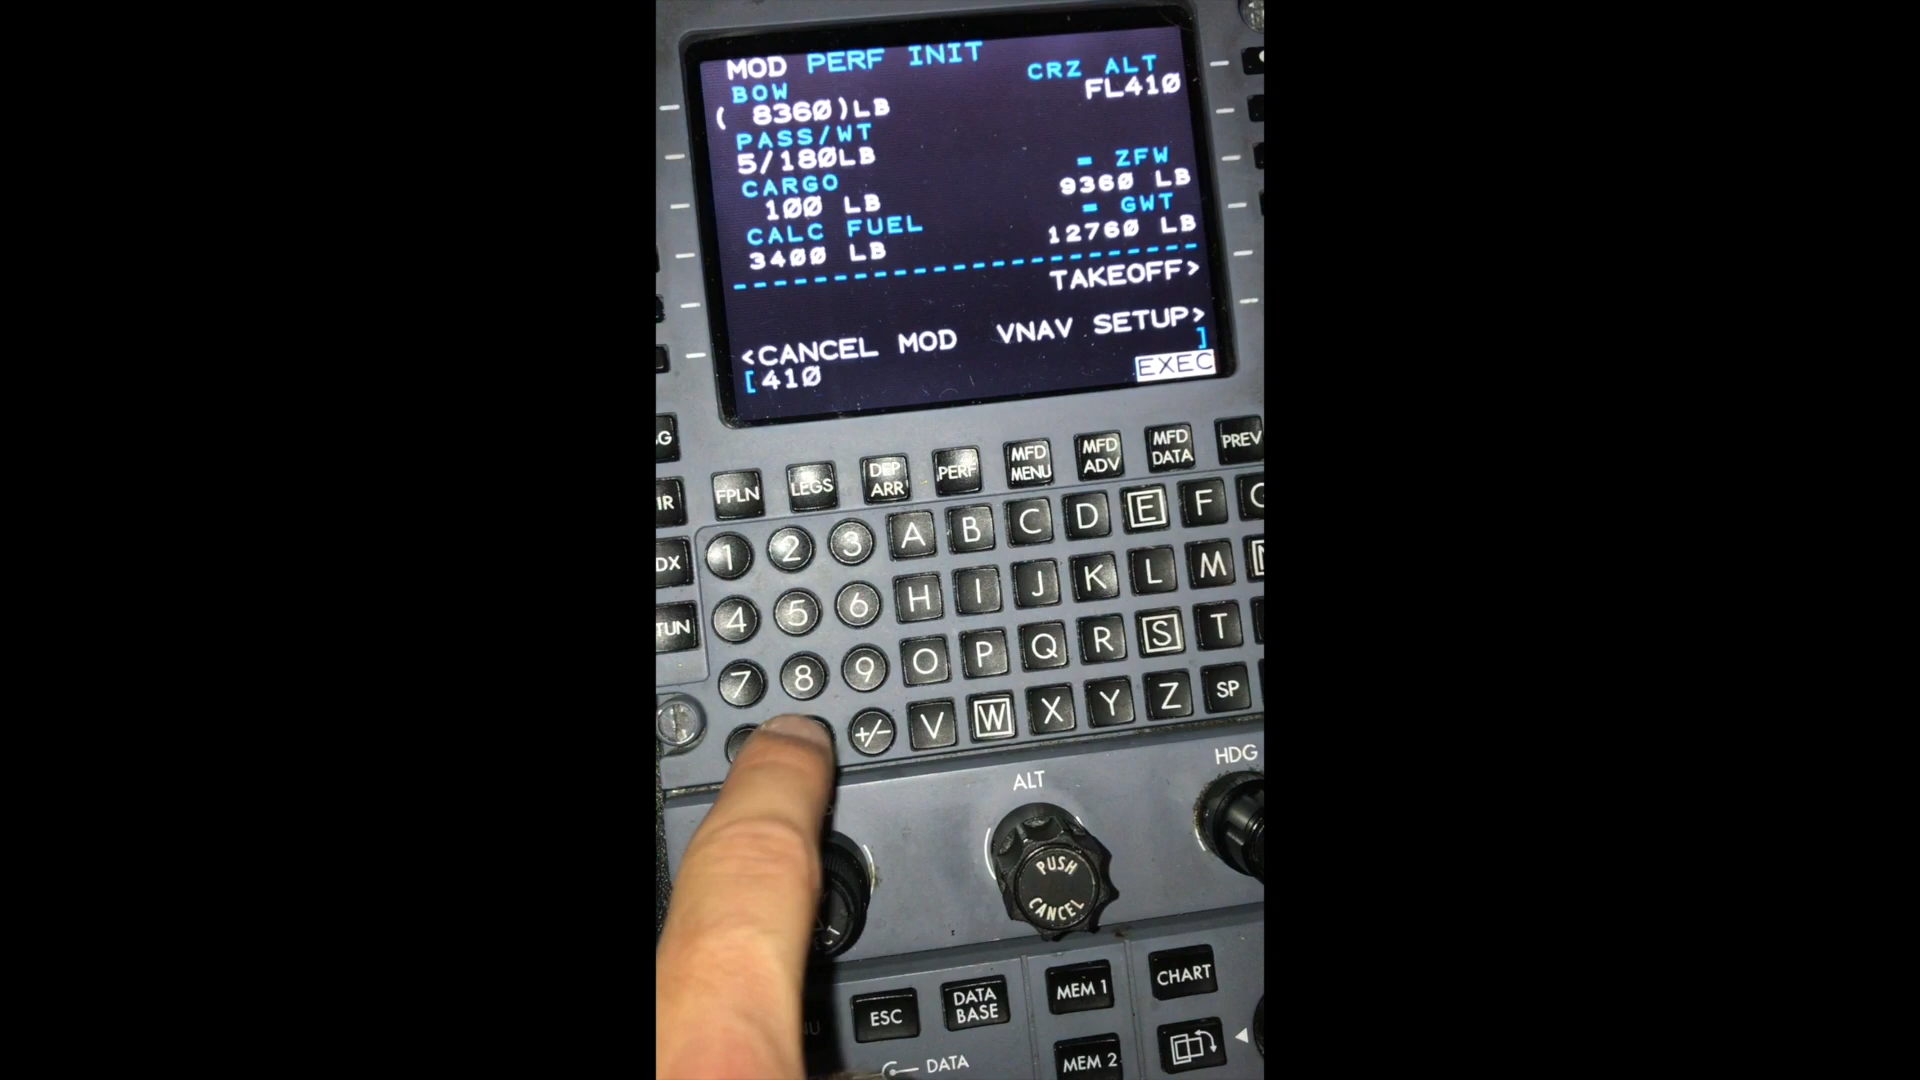 MOD PERF INIT
BOW CRZ ALT
( 8360)LB FL410
PASS/WT
5/180LB = ZFW
CARGO 9360 LB
100 LB = GWT
CALC FUEL 12760 LB
3400 LB
TAKEOFF>
<CANCEL MOD VNAV SETUP>
[410 ]
EXEC
FPLN LEGS DEP ARR PERF MFD MENU MFD ADV MFD DATA PREV
1 2 3 A B C D E F
DX 4 5 6 H I J K L M
TUN 7 8 9 O P Q R S T
+/- V W X Y Z SP
ALT HDG
PUSH
CANCEL
ESC DATA BASE MEM 1 CHART
DATA MEM 2